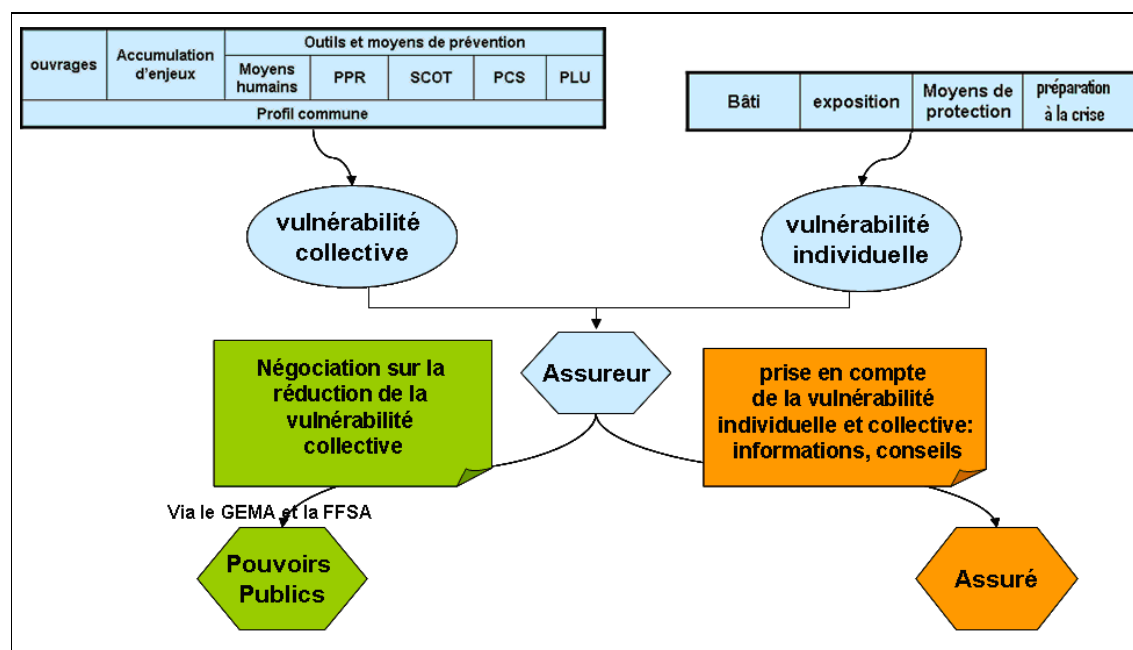 ouvrages
Accumulation
d'enjeux
Outils et moyens de prévention
Moyens
humains
PPR
SCOT
PCS
PLU
Profil commune
Bâti
exposition
Moyens de
protection
préparation
à la crise
vulnérabilité
collective
vulnérabilité
individuelle
Négociation sur la
réduction de la
vulnérabilité
collective
Assureur
prise en compte
de la vulnérabilité
individuelle et collective:
informations, conseils
Via le GEMA et la FFSA
Pouvoirs
Publics
Assuré